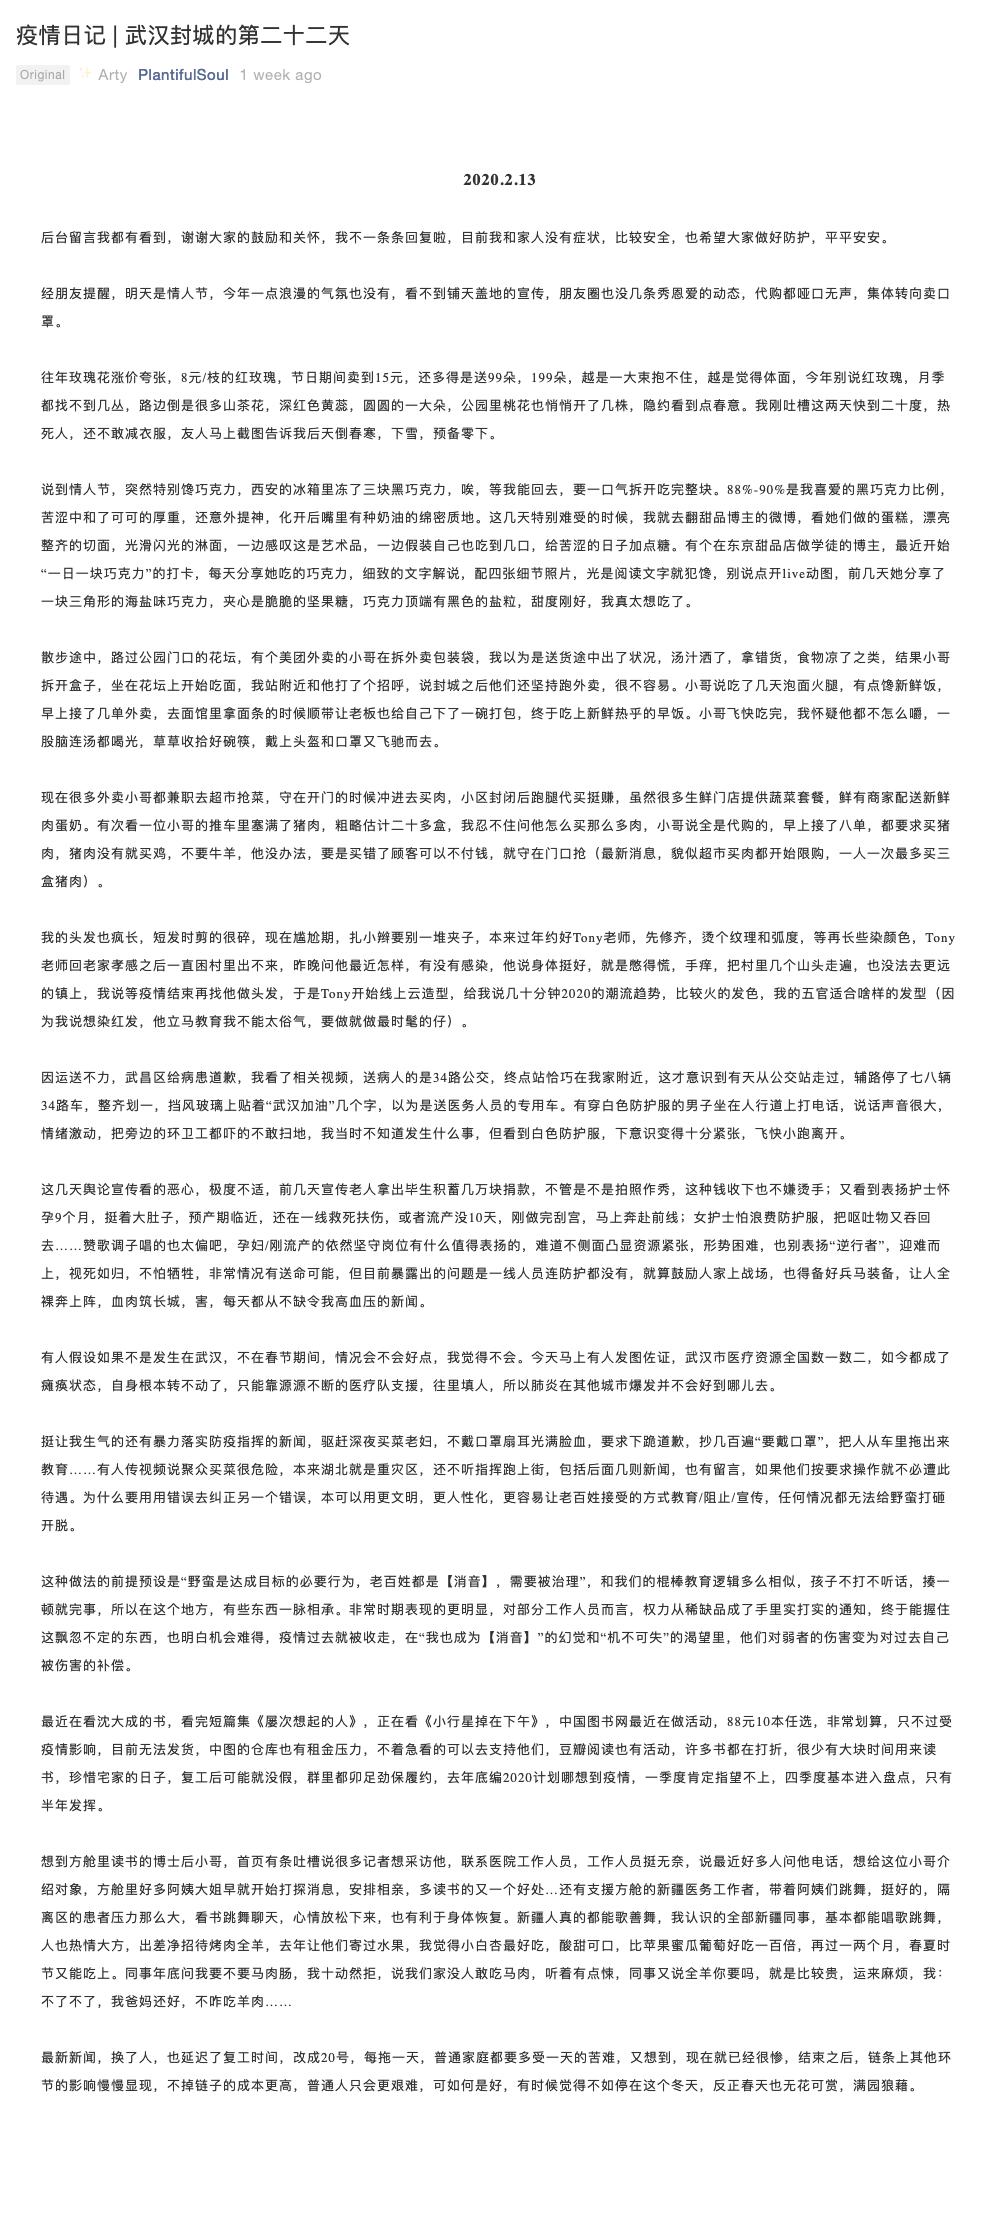 疫情日记 | 武汉封城的第二十二天
Original Arty PlantifulSoul 1 week ago
2020.2.13
后台留言我都有看到，谢谢大家的鼓励和关怀，我不一条条回复啦，目前我和家人没有症状，比较安全，也希望大家做好防护，平平安安。
经朋友提醒，明天是情人节，今年一点浪漫的气氛也没有，看不到铺天盖地的宣传，朋友圈也没几条秀恩爱的动态，代购都哑口无声，集体转向卖口
罩。
往年玫瑰花涨价夸张，8元/枝的红玫瑰，节日期间卖到15元，还多得是送99朵，199朵，越是一大束抱不住，越是觉得体面，今年别说红玫瑰，月季
都找不到几丛，路边倒是很多山茶花，深红色黄蕊，圆圆的一大朵，公园里桃花也悄悄开了几株，隐约看到点春意。我刚吐槽这两天快到二十度，热
死人，还不敢减衣服，友人马上截图告诉我后天倒春寒，下雪，预备零下。
说到情人节，突然特别馋巧克力，西安的冰箱里冻了三块黑巧克力，唉，等我能回去，要一口气拆开吃完整块。88%-90%是我喜爱的黑巧克力比例，
苦涩中和了可可的厚重，还意外提神，化开后嘴里有种奶油的绵密质地。这几天特别难受的时候，我就去翻甜品博主的微博，看她们做的蛋糕，漂亮
整齐的切面，光滑闪光的淋面，一边感叹这是艺术品，一边假装自己也吃到几口，给苦涩的日子加点糖。有个在东京甜品店做学徒的博主，最近开始
“一日一块巧克力”的打卡，每天分享她吃的巧克力，细致的文字解说，配四张细节照片，光是阅读文字就犯馋，别说点开live动图，前几天她分享了
一块三角形的海盐味巧克力，夹心是脆脆的坚果糖，巧克力顶端有黑色的盐粒，甜度刚好，我真太想吃了。
散步途中，路过公园门口的花坛，有个美团外卖的小哥在拆外卖包装袋，我以为是送货途中出了状况，汤汁洒了，拿错货，食物凉了之类，结果小哥
拆开盒子，坐在花坛上开始吃面，我站附近和他打了个招呼，说封城之后他们还坚持跑外卖，很不容易。小哥说吃了几天泡面火腿，有点馋新鲜饭，
早上接了几单外卖，去面馆里拿面条的时候顺带让老板也给自己下了一碗打包，终于吃上新鲜热乎的早饭。小哥飞快吃完，我怀疑他都不怎么嚼，一
股脑连汤都喝光，草草收拾好碗筷，戴上头盔和口罩又飞驰而去。
现在很多外卖小哥都兼职去超市抢菜，守在开门的时候冲进去买肉，小区封闭后跑腿代买挺赚，虽然很多生鲜门店提供蔬菜套餐，鲜有商家配送新鲜
肉蛋奶。有次看一位小哥的推车里塞满了猪肉，粗略估计二十多盒，我忍不住问他怎么买那么多肉，小哥说全是代购的，早上接了八单，都要求买猪
肉，猪肉没有就买鸡，不要牛羊，他没办法，要是买错了顾客可以不付钱，就守在门口抢（最新消息，貌似超市买肉都开始限购，一人一次最多买三
盒猪肉）。
我的头发也疯长，短发时剪的很碎，现在尴尬期，扎小辫要别一堆夹子，本来过年约好Tony老师，先修齐，烫个纹理和弧度，等再长些染颜色，Tony
老师回老家孝感之后一直困村里出不来，昨晚问他最近怎样，有没有感染，他说身体挺好，就是憋得慌，手痒，把村里几个山头走遍，也没法去更远
的镇上，我说等疫情结束再找他做头发，于是Tony开始线上云造型，给我说几十分钟2020的潮流趋势，比较火的发色，我的五官适合啥样的发型（因
为我说想染红发，他立马教育我不能太俗气，要做就做最时髦的仔）。
因运送不力，武昌区给病患道歉，我看了相关视频，送病人的是34路公交，终点站恰巧在我家附近，这才意识到有天从公交站走过，辅路停了七八辆
34路车，整齐划一，挡风玻璃上贴着“武汉加油”几个字，以为是送医务人员的专用车。有穿白色防护服的男子坐在人行道上打电话，说话声音很大，
情绪激动，把旁边的环卫工都吓的不敢扫地，我当时不知道发生什么事，但看到白色防护服，下意识变得十分紧张，飞快小跑离开。
这几天舆论宣传看的恶心，极度不适，前几天宣传老人拿出毕生积蓄几万块捐款，不管是不是拍照作秀，这种钱收下也不嫌烫手；又看到表扬护士怀
孕9个月，挺着大肚子，预产期临近，还在一线救死扶伤，或者流产没10天，刚做完刮宫，马上奔赴前线；女护士怕浪费防护服，把呕吐物又吞回
去……赞歌调子唱的也太偏吧，孕妇/刚流产的依然坚守岗位有什么值得表扬的，难道不侧面凸显资源紧张，形势困难，也别表扬“逆行者”，迎难而
上，视死如归，不怕牺牲，非常情况有送命可能，但目前暴露出的问题是一线人员连防护都没有，就算鼓励人家上战场，也得备好兵马装备，让人全
裸奔上阵，血肉筑长城，害，每天都从不缺令我高血压的新闻。
有人假设如果不是发生在武汉，不在春节期间，情况会不会好点，我觉得不会。今天马上有人发图佐证，武汉市医疗资源全国数一数二，如今都成了
瘫痪状态，自身根本转不动了，只能靠源源不断的医疗队支援，往里填人，所以肺炎在其他城市爆发并不会好到哪儿去。
挺让我生气的还有暴力落实防疫指挥的新闻，驱赶深夜买菜老妇，不戴口罩扇耳光满脸血，要求下跪道歉，抄几百遍“要戴口罩”，把人从车里拖出来
教育……有人传视频说聚众买菜很危险，本来湖北就是重灾区，还不听指挥跑上街，包括后面几则新闻，也有留言，如果他们按要求操作就不必遭此
待遇。为什么要用用错误去纠正另一个错误，本可以用更文明，更人性化，更容易让老百姓接受的方式教育/阻止/宣传，任何情况都无法给野蛮打砸
开脱。
这种做法的前提预设是“野蛮是达成目标的必要行为，老百姓都是【消音】，需要被治理”，和我们的棍棒教育逻辑多么相似，孩子不打不听话，揍一
顿就完事，所以在这个地方，有些东西一脉相承。非常时期表现的更明显，对部分工作人员而言，权力从稀缺品成了手里实打实的通知，终于能握住
这飘忽不定的东西，也明白机会难得，疫情过去就被收走，在“我也成为【消音】”的幻觉和“机不可失”的渴望里，他们对弱者的伤害变为对过去自己
被伤害的补偿。
最近在看沈大成的书，看完短篇集《屡次想起的人》，正在看《小行星掉在下午》，中国图书网最近在做活动，88元10本任选，非常划算，只不过受
疫情影响，目前无法发货，中图的仓库也有租金压力，不着急看的可以去支持他们，豆瓣阅读也有活动，许多书都在打折，很少有大块时间用来读
书，珍惜宅家的日子，复工后可能就没假，群里都卯足劲保履约，去年底编2020计划哪想到疫情，一季度肯定指望不上，四季度基本进入盘点，只有
半年发挥。
想到方舱里读书的博士后小哥，首页有条吐槽说很多记者想采访他，联系医院工作人员，工作人员挺无奈，说最近好多人问他电话，想给这位小哥介
绍对象，方舱里好多阿姨大姐早就开始打探消息，安排相亲，多读书的又一个好处…还有支援方舱的新疆医务工作者，带着阿姨们跳舞，挺好的，隔
离区的患者压力那么大，看书跳舞聊天，心情放松下来，也有利于身体恢复。新疆人真的都能歌善舞，我认识的全部新疆同事，基本都能唱歌跳舞，
人也热情大方，出差净招待烤肉全羊，去年让他们寄过水果，我觉得小白杏最好吃，酸甜可口，比苹果蜜瓜葡萄好吃一百倍，再过一两个月，春夏时
节又能吃上。同事年底问我要不要马肉肠，我十动然拒，说我们家没人敢吃马肉，听着有点悚，同事又说全羊你要吗，就是比较贵，运来麻烦，我：
不了不了，我爸妈还好，不咋吃羊肉……
最新新闻，换了人，也延迟了复工时间，改成20号，每拖一天，普通家庭都要多受一天的苦难，又想到，现在就已经很惨，结束之后，链条上其他环
节的影响慢慢显现，不掉链子的成本更高，普通人只会更艰难，可如何是好，有时候觉得不如停在这个冬天，反正春天也无花可赏，满园狼藉。